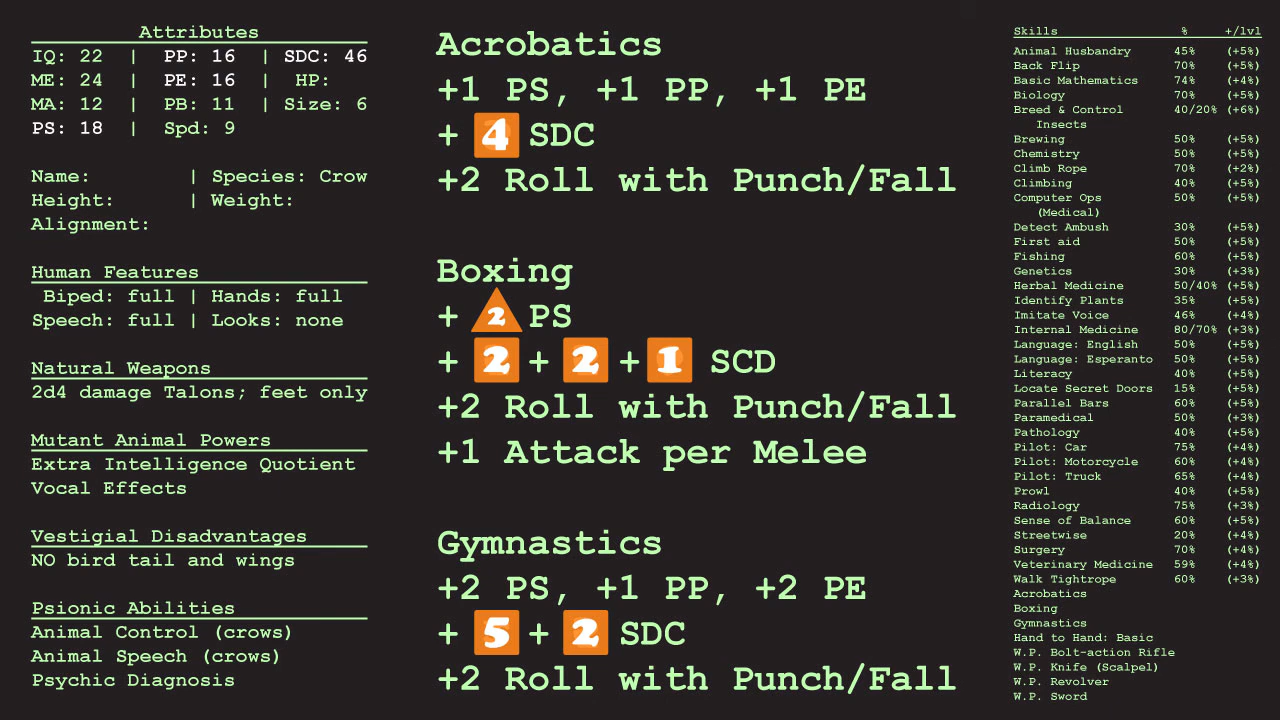 Attributes
IQ: 22 | PP: 16 | SDC: 46
ME: 24 | PE: 16 | HP:
MA: 12 | PB: 11 | Size: 6
PS: 18 | Spd: 9
Name: | Species: Crow
Height: | Weight:
Alignment:
Human Features
Biped: full | Hands: full
Speech: full | Looks: none
Natural Weapons
2d4 damage Talons; feet only
Mutant Animal Powers
Extra Intelligence Quotient
Vocal Effects
Vestigial Disadvantages
NO bird tail and wings
Psionic Abilities
Animal Control (crows)
Animal Speech (crows)
Psychic Diagnosis
Acrobatics
+1 PS, +1 PP, +1 PE
+ 4 SDC
+2 Roll with Punch/Fall
Boxing
+ 2 PS
+ 2 + 2 + 1 SCD
+2 Roll with Punch/Fall
+1 Attack per Melee
Gymnastics
+2 PS, +1 PP, +2 PE
+ 5 + 2 SDC
+2 Roll with Punch/Fall
Skills % +/lvl
Animal Husbandry 45% (+5%)
Back Flip 70% (+5%)
Basic Mathematics 74% (+4%)
Biology 70% (+5%)
Breed & Control 40/20% (+6%)
Insects
Brewing 50% (+5%)
Chemistry 50% (+5%)
Climb Rope 70% (+2%)
Climbing 40% (+5%)
Computer Ops 50% (+5%)
(Medical)
Detect Ambush 30% (+5%)
First aid 50% (+5%)
Fishing 60% (+5%)
Genetics 30% (+3%)
Herbal Medicine 50/40% (+5%)
Identify Plants 35% (+5%)
Imitate Voice 46% (+4%)
Internal Medicine 80/70% (+3%)
Language: English 50% (+5%)
Language: Esperanto 50% (+5%)
Literacy 40% (+5%)
Locate Secret Doors 15% (+5%)
Parallel Bars 60% (+5%)
Paramedical 50% (+3%)
Pathology 40% (+5%)
Pilot: Car 75% (+4%)
Pilot: Motorcycle 60% (+4%)
Pilot: Truck 65% (+4%)
Prowl 40% (+5%)
Radiology 75% (+3%)
Sense of Balance 60% (+5%)
Streetwise 20% (+4%)
Surgery 70% (+4%)
Veterinary Medicine 59% (+4%)
Walk Tightrope 60% (+3%)
Acrobatics
Boxing
Gymnastics
Hand to Hand: Basic
W.P. Bolt-action Rifle
W.P. Knife (Scalpel)
W.P. Revolver
W.P. Sword